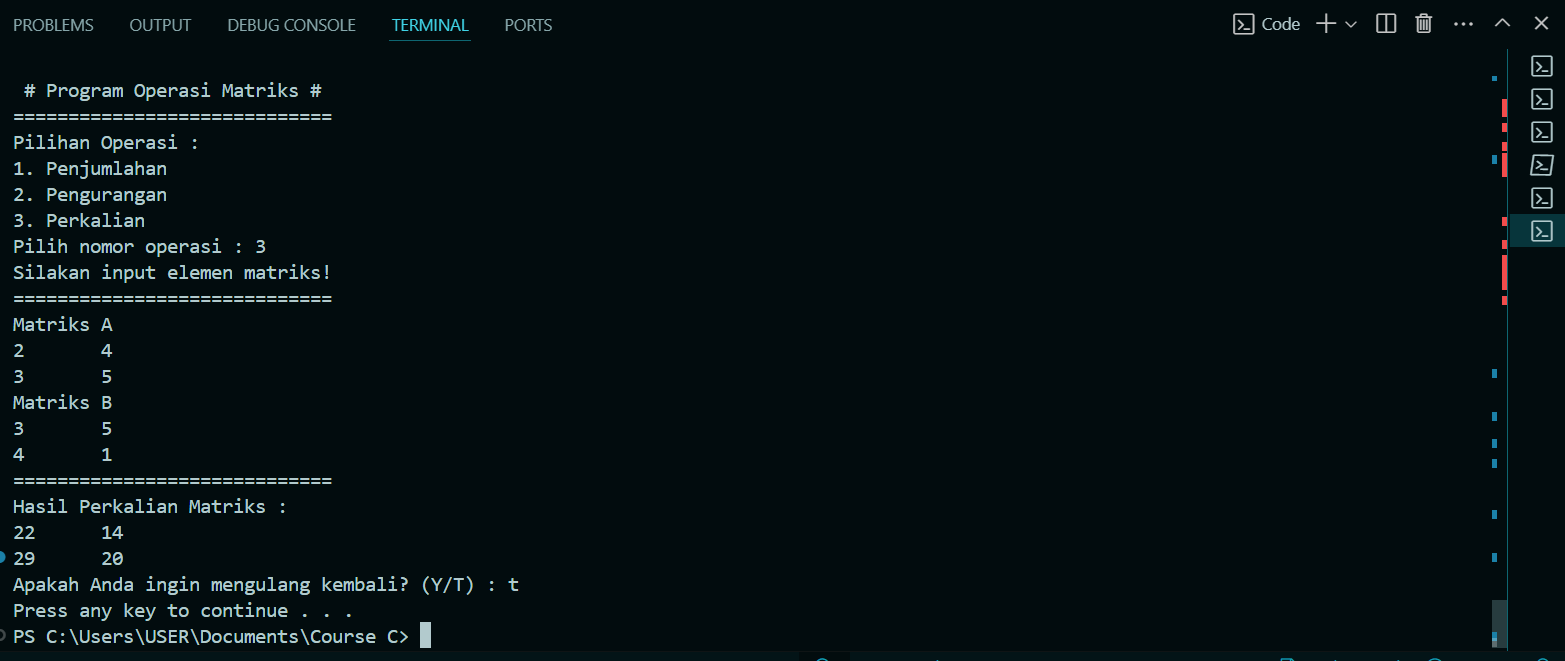 PROBLEMS OUTPUT DEBUG CONSOLE TERMINAL PORTS Code
# Program Operasi Matriks #
=============================
Pilihan Operasi :
1. Penjumlahan
2. Pengurangan
3. Perkalian
Pilih nomor operasi : 3
Silakan input elemen matriks!
=============================
Matriks A
2 4
3 5
Matriks B
3 5
4 1
=============================
Hasil Perkalian Matriks :
22 14
29 20
Apakah Anda ingin mengulang kembali? (Y/T) : t
Press any key to continue . . .
PS C:\Users\USER\Documents\Course C>